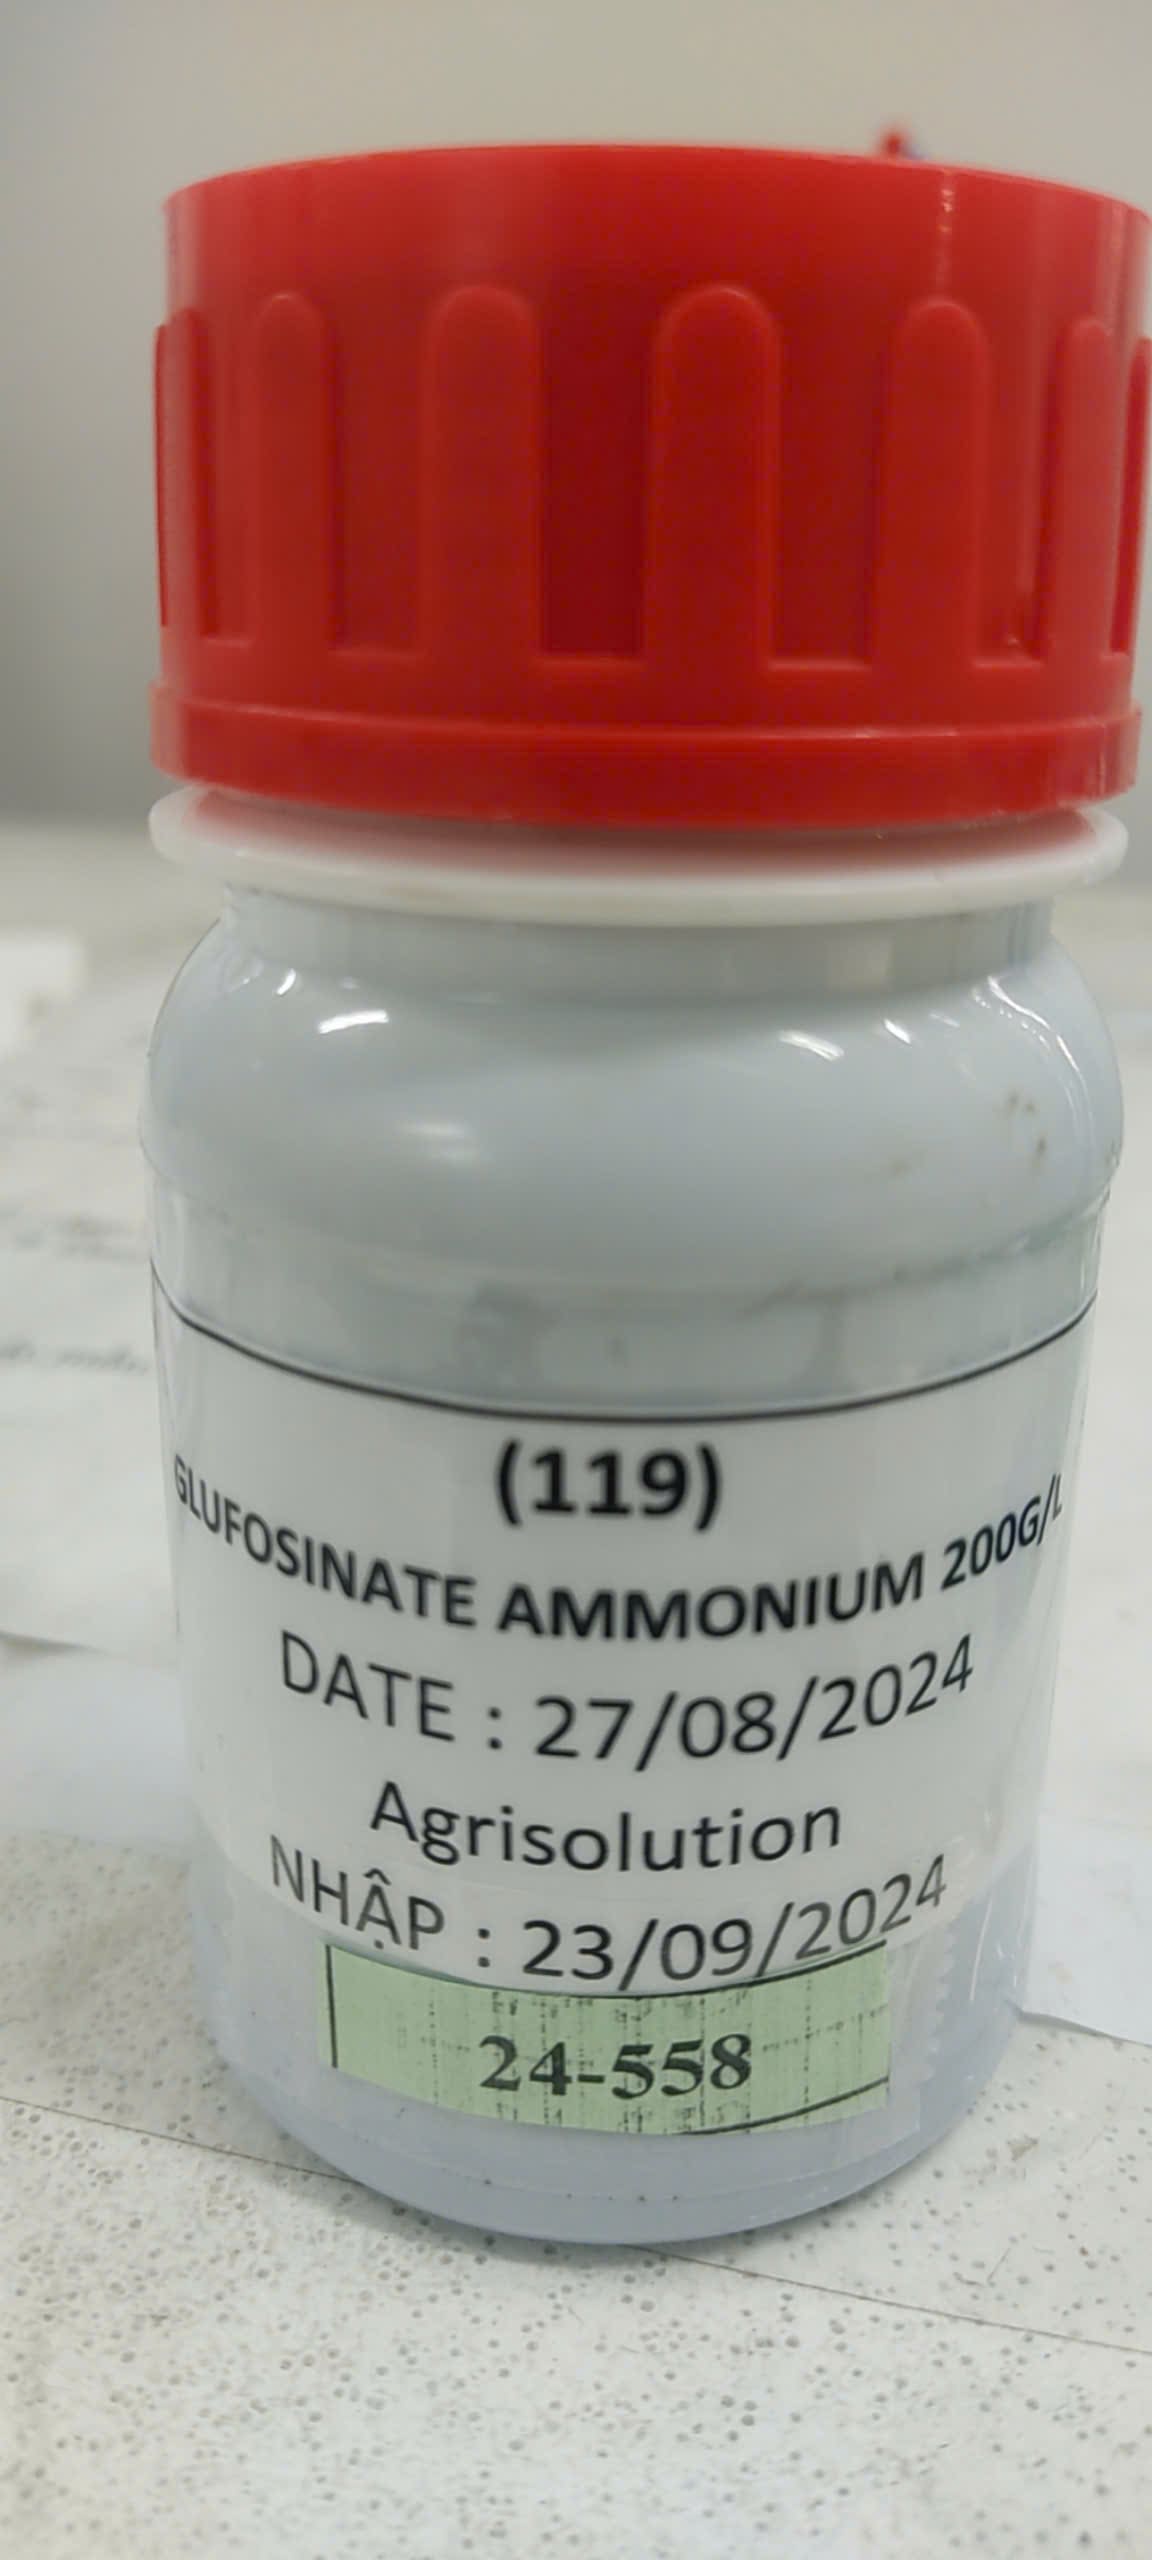 (119)
GLUFOSINATE AMMONIUM 200G/L
DATE : 27/08/2024
Agrisolution
NHẬP : 23/09/2024
24-558